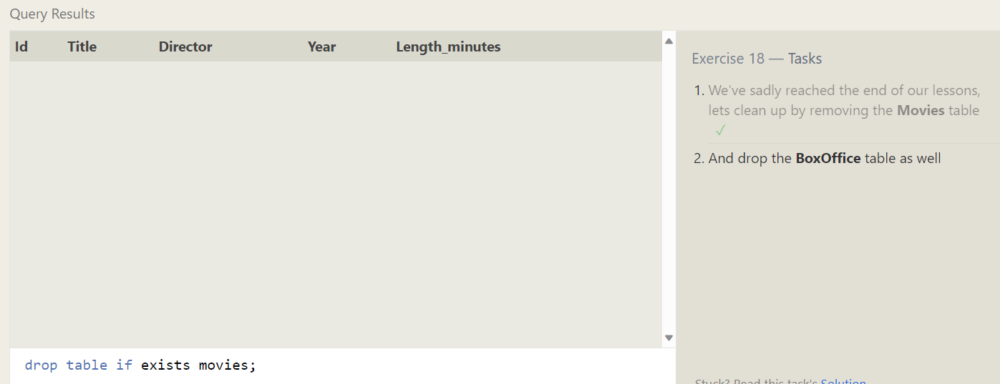 Query Results
Id Title Director Year Length_minutes
Exercise 18 — Tasks
1. We've sadly reached the end of our lessons,
lets clean up by removing the Movies table
✓
2. And drop the BoxOffice table as well
drop table if exists movies;
Stuck? Read this task's Solution